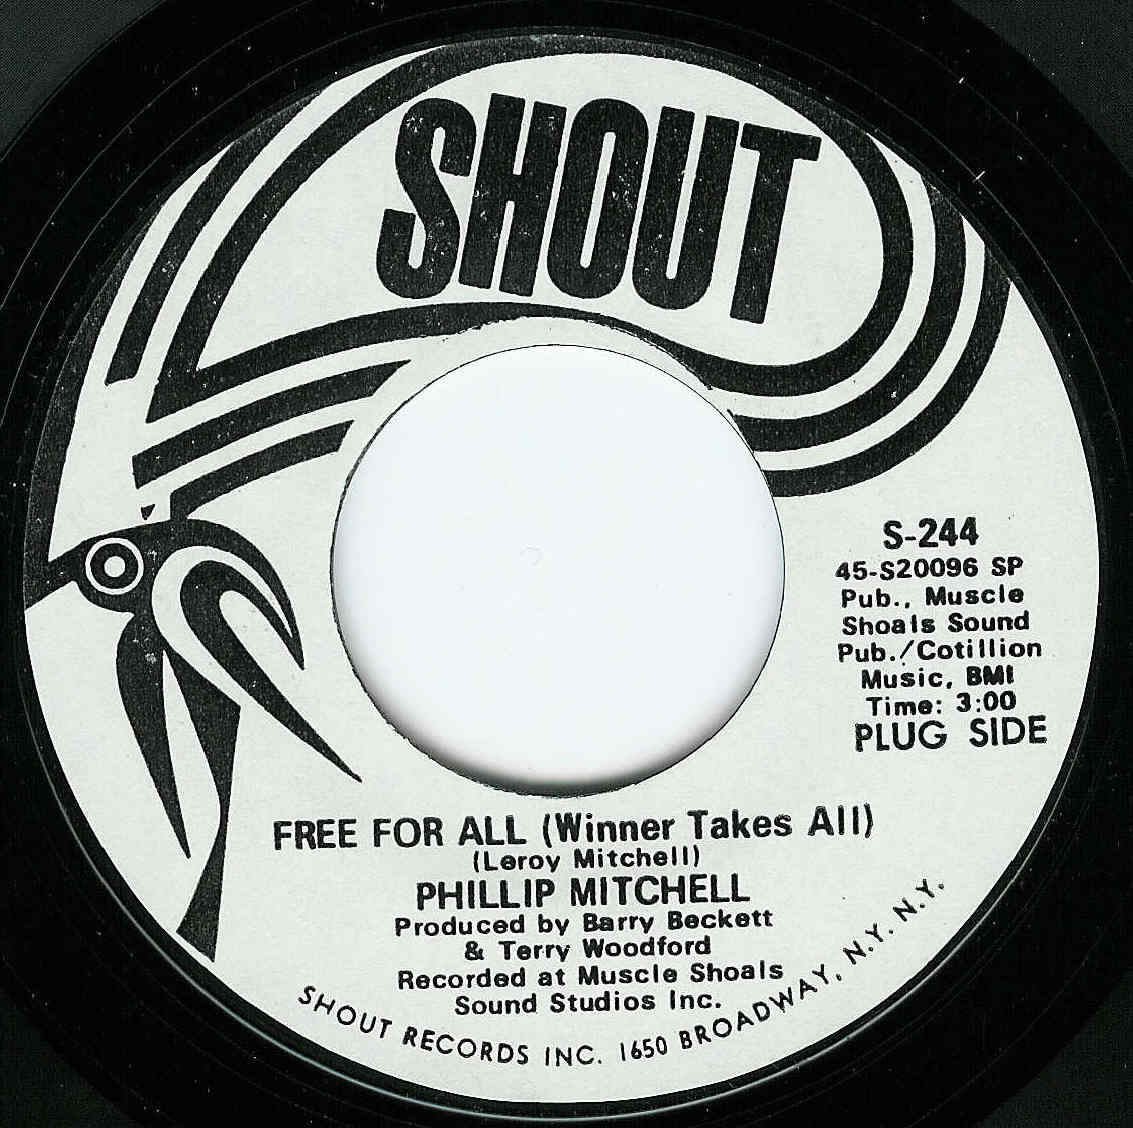 SHOUT
S-244
45-S20096 SP
Pub., Muscle
Shoals Sound
Pub./Cotillion
Music, BMI
Time: 3:00
PLUG SIDE
FREE FOR ALL (Winner Takes All)
(Leroy Mitchell)
PHILLIP MITCHELL
Produced by Barry Beckett
& Terry Woodford
Recorded at Muscle Shoals
Sound Studios Inc.
SHOUT RECORDS INC. 1650 BROADWAY, N.Y. N.Y.